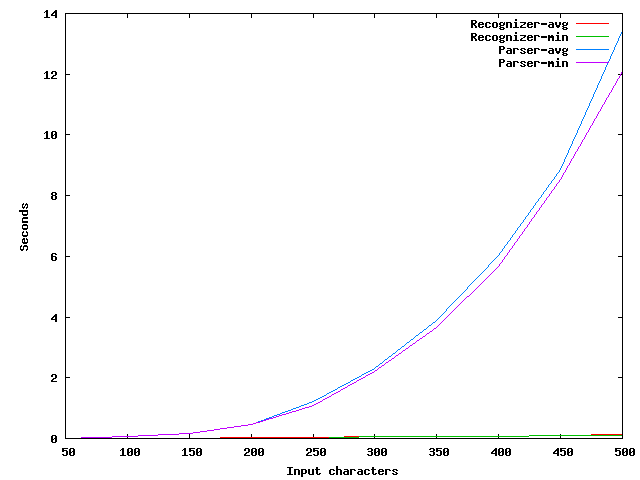 14
12
10
8
6
4
2
0
Seconds
Recognizer-avg
Recognizer-min
Parser-avg
Parser-min
50 100 150 200 250 300 350 400 450 500
Input characters